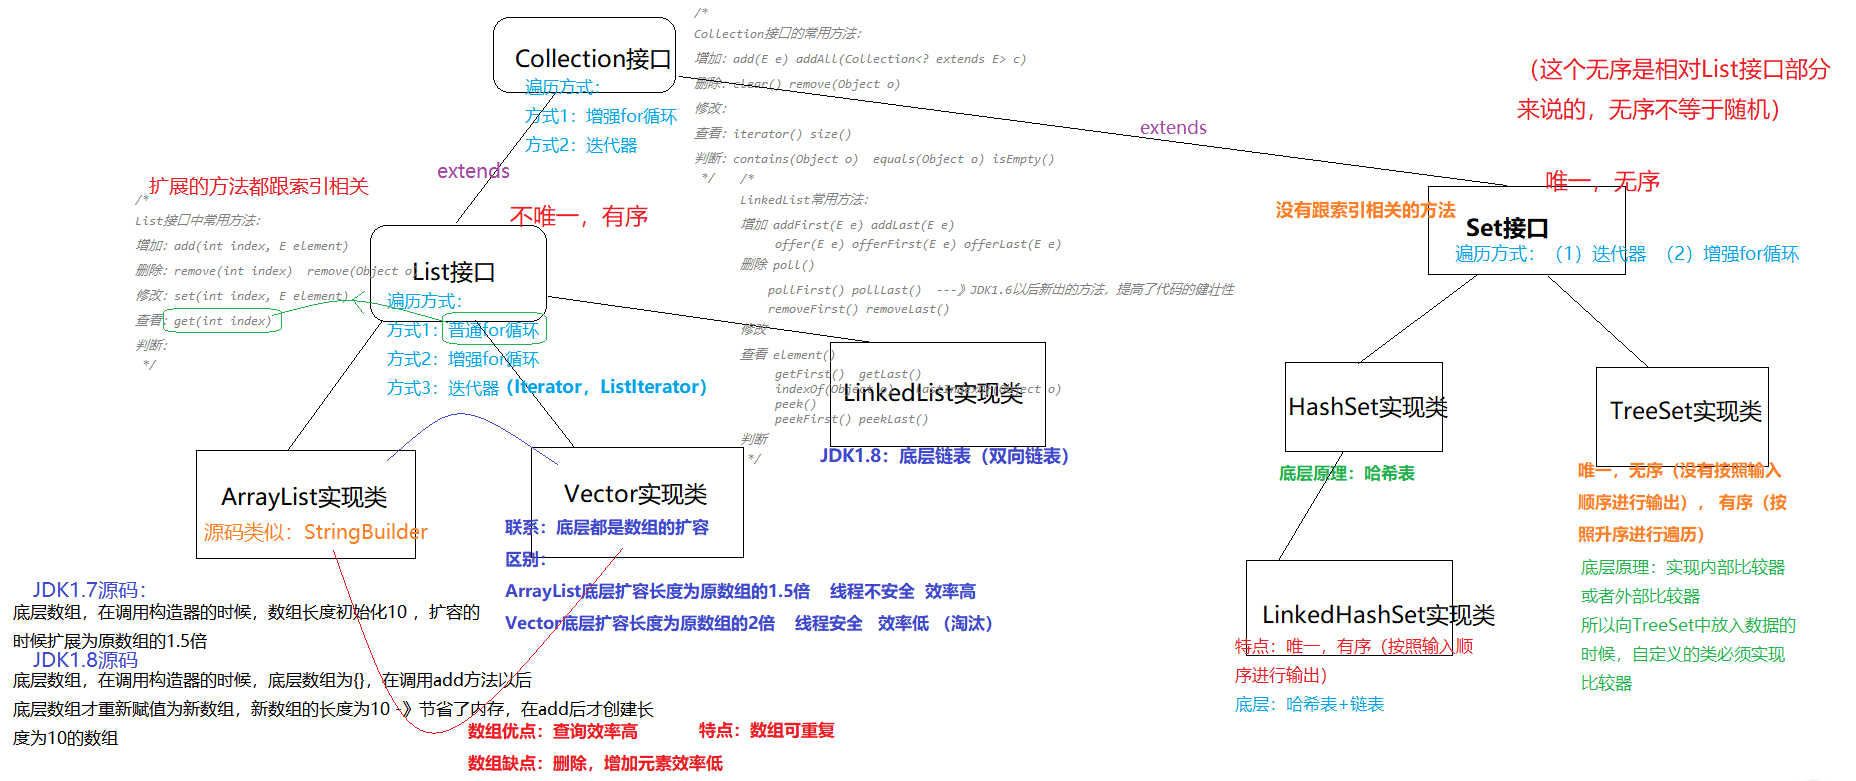 Collection接口
遍历方式：
方式1：增强for循环
方式2：迭代器
/*
Collection接口的常用方法：
增加：add(E e) addAll(Collection<? extends E> c)
删除：clear() remove(Object o)
修改：
查看：iterator() size()
判断：contains(Object o)  equals(Object o) isEmpty()
*/
extends
extends
（这个无序是相对List接口部分
来说的，无序不等于随机）
扩展的方法都跟索引相关
/*
List接口中常用方法：
增加：add(int index, E element)
删除：remove(int index)  remove(Object o)
修改：set(int index, E element)
查看：get(int index)
判断：
*/
不唯一，有序
List接口
遍历方式：
方式1：普通for循环
方式2：增强for循环
方式3：迭代器（Iterator，ListIterator）
/*
LinkedList常用方法：
增加 addFirst(E e) addLast(E e)
offer(E e) offerFirst(E e) offerLast(E e)
删除 poll()
pollFirst() pollLast()  ---》JDK1.6以后新出的方法，提高了代码的健壮性
removeFirst() removeLast()
修改
查看 element()
getFirst()  getLast()
indexOf(Object o)   lastIndexOf(Object o)
peek()
peekFirst() peekLast()
判断
*/
LinkedList实现类
JDK1.8：底层链表（双向链表）
唯一，无序
没有跟索引相关的方法
Set接口
遍历方式：（1）迭代器 （2）增强for循环
ArrayList实现类
源码类似：StringBuilder
Vector实现类
联系：底层都是数组的扩容
区别：
ArrayList底层扩容长度为原数组的1.5倍    线程不安全  效率高
Vector底层扩容长度为原数组的2倍    线程安全   效率低 （淘汰）
JDK1.7源码：
底层数组，在调用构造器的时候，数组长度初始化10 ，扩容的
时候扩展为原数组的1.5倍
JDK1.8源码
底层数组，在调用构造器的时候，底层数组为{}，在调用add方法以后
底层数组才重新赋值为新数组，新数组的长度为10 -》节省了内存，在add后才创建长
度为10的数组
数组优点：查询效率高
特点：数组可重复
数组缺点：删除，增加元素效率低
HashSet实现类
底层原理：哈希表
LinkedHashSet实现类
特点：唯一，有序（按照输入顺
序进行输出）
底层：哈希表+链表
TreeSet实现类
唯一，无序（没有按照输入
顺序进行输出），有序（按
照升序进行遍历）
底层原理：实现内部比较器
或者外部比较器
所以向TreeSet中放入数据的
时候，自定义的类必须实现
比较器